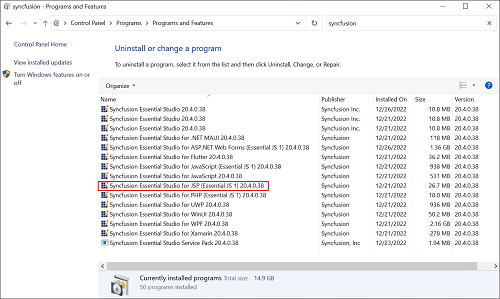 syncfusion - Programs and Features
Control Panel > Programs > Programs and Features
syncfusion
Control Panel Home
View installed updates
Turn Windows features on or off
Uninstall or change a program
To uninstall a program, select it from the list and then click Uninstall, Change, or Repair.
Organize
Name Publisher Installed On Size Version
Syncfusion Essential Studio 20.4.0.38 Syncfusion Inc. 12/26/2022 10.8 MB 20.4.0.38
Syncfusion Essential Studio 20.4.0.38 Syncfusion Inc. 12/21/2022 10.8 MB 20.4.0.38
Syncfusion Essential Studio 20.4.0.38 Syncfusion Inc. 12/21/2022 10.8 MB 20.4.0.38
Syncfusion Essential Studio for .NET MAUI 20.4.0.38 Syncfusion Inc. 12/21/2022 118 MB 20.4.0.38
Syncfusion Essential Studio for ASP.NET Web Forms (Essential JS 1) 20.4.0.38 Syncfusion Inc. 12/26/2022 1.36 GB 20.4.0.38
Syncfusion Essential Studio for Flutter 20.4.0.38 Syncfusion Inc. 12/21/2022 36.2 MB 20.4.0.38
Syncfusion Essential Studio for JavaScript (Essential JS 1) 20.4.0.38 Syncfusion Inc. 12/21/2022 938 MB 20.4.0.38
Syncfusion Essential Studio for JavaScript 20.4.0.38 Syncfusion Inc. 12/21/2022 531 MB 20.4.0.38
Syncfusion Essential Studio for JSP (Essential JS 1) 20.4.0.38 Syncfusion Inc. 12/21/2022 26.7 MB 20.4.0.38
Syncfusion Essential Studio for PHP (Essential JS 1) 20.4.0.38 Syncfusion Inc. 12/21/2022 18.0 MB 20.4.0.38
Syncfusion Essential Studio for UWP 20.4.0.38 Syncfusion Inc. 12/21/2022 936 MB 20.4.0.38
Syncfusion Essential Studio for WinUI 20.4.0.38 Syncfusion Inc. 12/21/2022 50.2 MB 20.4.0.38
Syncfusion Essential Studio for WPF 20.4.0.38 Syncfusion Inc. 12/21/2022 2.16 GB 20.4.0.38
Syncfusion Essential Studio for Xamarin 20.4.0.38 Syncfusion Inc. 12/21/2022 278 MB 20.4.0.38
Syncfusion Essential Studio Service Pack 20.4.0.38 Syncfusion, Inc 12/23/2022 1.94 MB 20.4.0.38
Currently installed programs Total size: 14.9 GB
50 programs installed